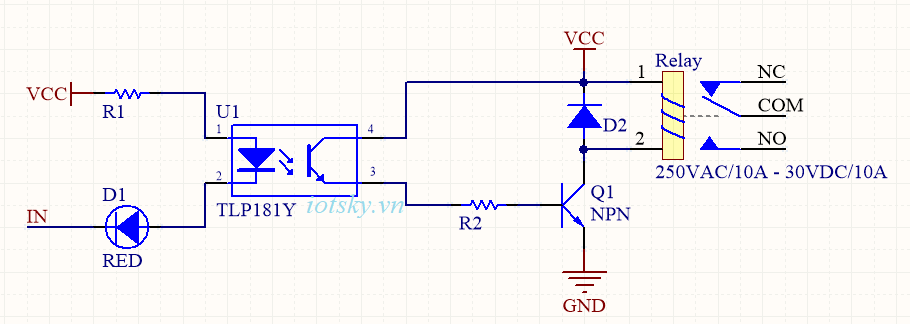 VCC
R1
U1
1
4
2
3
TLP181Y
iotsky.vn
D1
IN
RED
R2
VCC
Relay
1
NC
COM
D2
2
NO
250VAC/10A - 30VDC/10A
Q1
NPN
GND